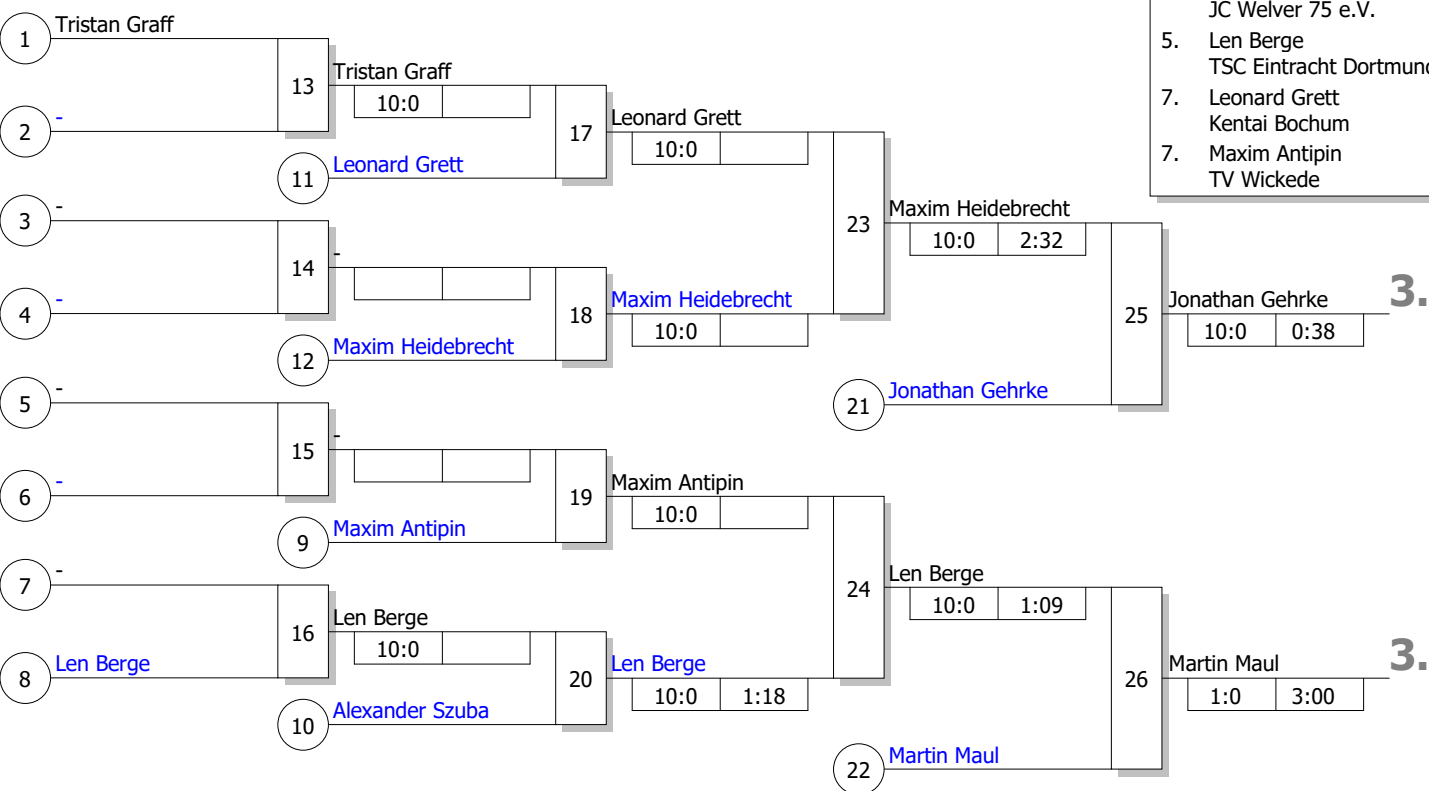 JC Welver 75 e.V.
5. Len Berge
TSC Eintracht Dortmund
7. Leonard Grett
Kentai Bochum
7. Maxim Antipin
TV Wickede
1 Tristan Graff
13 Tristan Graff
10:0
2 -
17 Leonard Grett
10:0
11 Leonard Grett
3 -
23 Maxim Heidebrecht
10:0 2:32
14 -
4 -
18 Maxim Heidebrecht
10:0
12 Maxim Heidebrecht
25 Jonathan Gehrke 3.
10:0 0:38
5 -
21 Jonathan Gehrke
15 -
6 -
19 Maxim Antipin
10:0
9 Maxim Antipin
7 -
24 Len Berge
10:0 1:09
16 Len Berge
10:0
8 Len Berge
20 Len Berge
10:0 1:18
10 Alexander Szuba
26 Martin Maul 3.
1:0 3:00
22 Martin Maul